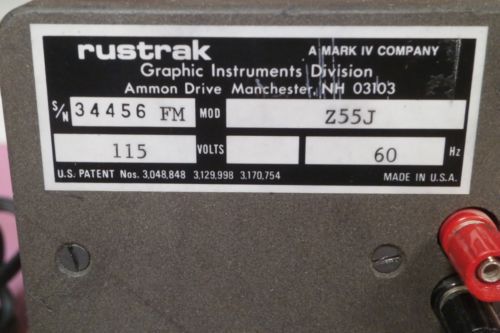 rustrak A MARK IV COMPANY
Graphic Instruments Division
Ammon Drive Manchester, NH 03103
S/N 34456 FM MOD Z55J
115 VOLTS 60 Hz
U.S. PATENT Nos. 3,048,848 3,129,998 3,170,754 MADE IN U.S.A.